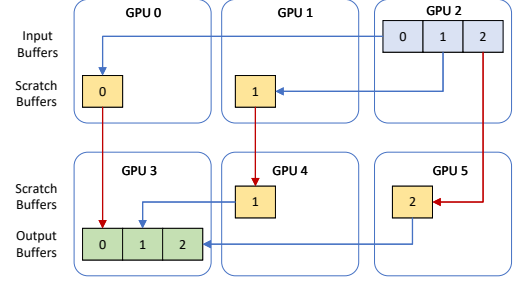 GPU 0 GPU 1 GPU 2
Input Buffers 0 1 2
Scratch Buffers 0 1
GPU 3 GPU 4 GPU 5
Scratch Buffers 1 2
Output Buffers 0 1 2